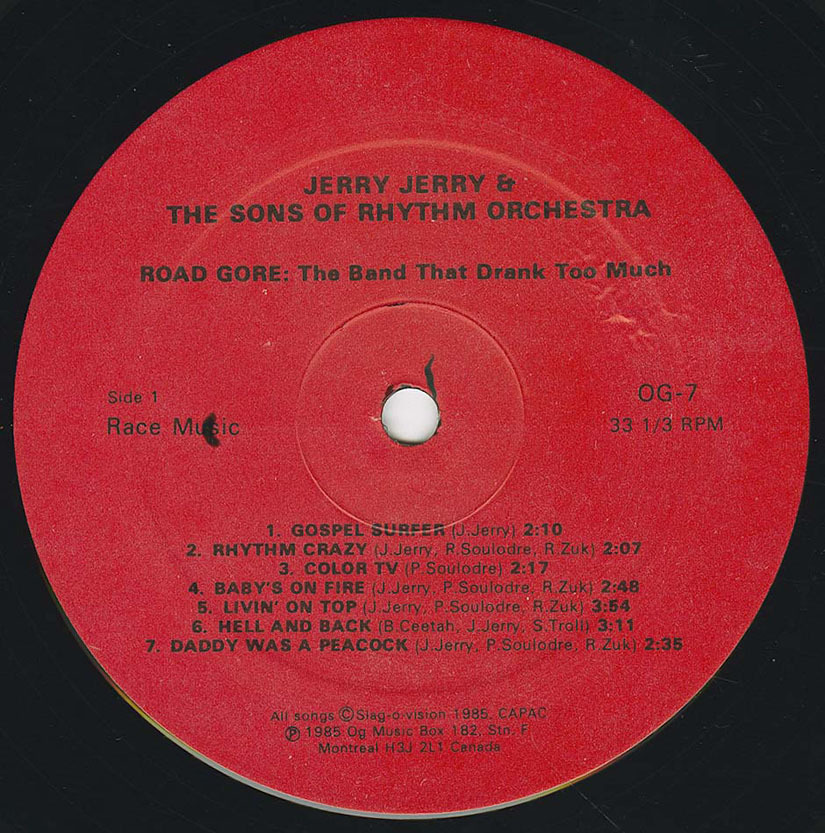 JERRY JERRY &
THE SONS OF RHYTHM ORCHESTRA
ROAD GORE: The Band That Drank Too Much
Side 1
Race Music
OG-7
33 1/3 RPM
1. GOSPEL SURFER (J.Jerry) 2:10
2. RHYTHM CRAZY (J.Jerry, R.Soulodre, R.Zuk) 2:07
3. COLOR TV (P.Soulodre) 2:17
4. BABY'S ON FIRE (J.Jerry, P.Soulodre, R.Zuk) 2:48
5. LIVIN' ON TOP (J.Jerry, P.Soulodre, R.Zuk) 3:54
6. HELL AND BACK (B.Ceetah, J.Jerry, S.Troll) 3:11
7. DADDY WAS A PEACOCK (J.Jerry, P.Soulodre, R.Zuk) 2:35
All songs ©Slag-o-vision 1985, CAPAC
℗ 1985 Og Music Box 182, Stn. F
Montreal H3J 2L1 Canada